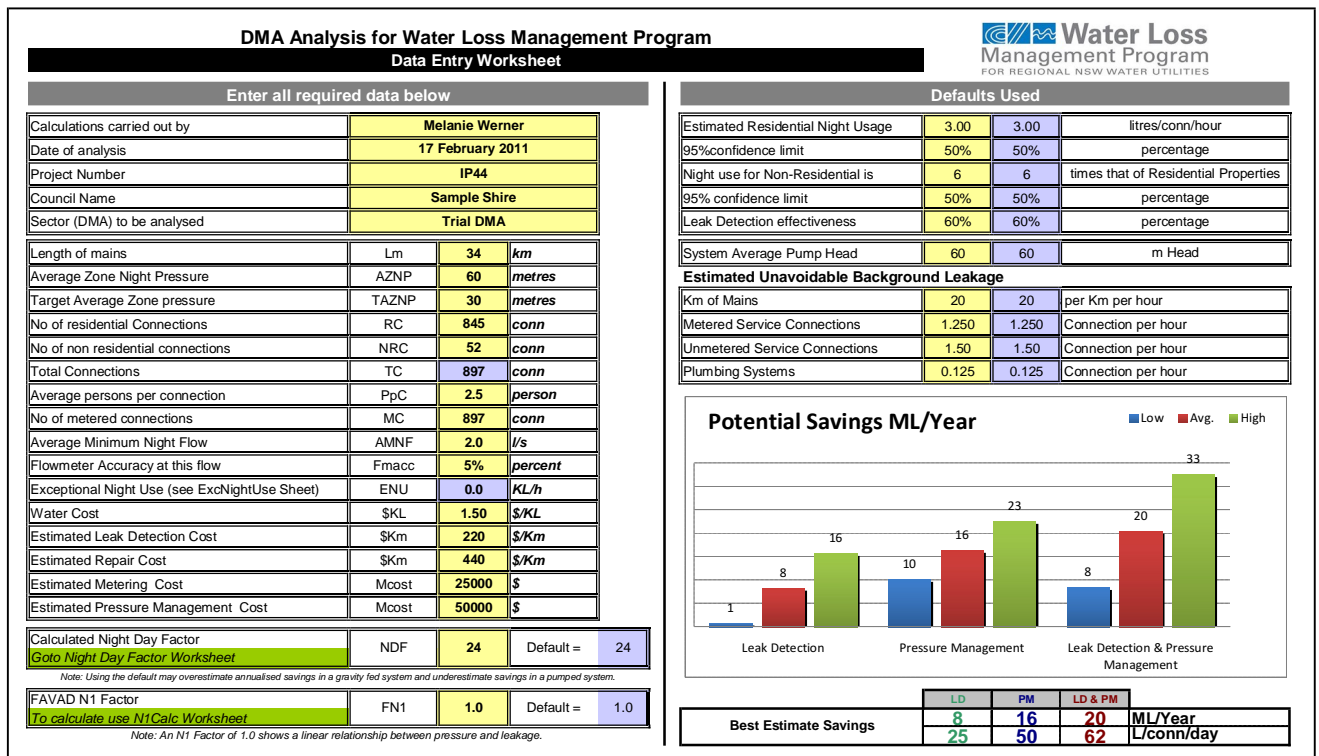 DMA Analysis for Water Loss Management Program
Data Entry Worksheet
Water Loss
Management Program
FOR REGIONAL NSW WATER UTILITIES
Enter all required data below
Calculations carried out by Melanie Werner
Date of analysis 17 February 2011
Project Number IP44
Council Name Sample Shire
Sector (DMA) to be analysed Trial DMA
Length of mains Lm 34 km
Average Zone Night Pressure AZNP 60 metres
Target Average Zone pressure TAZNP 30 metres
No of residential Connections RC 845 conn
No of non residential connections NRC 52 conn
Total Connections TC 897 conn
Average persons per connection PpC 2.5 person
No of metered connections MC 897 conn
Average Minimum Night Flow AMNF 2.0 l/s
Flowmeter Accuracy at this flow Fmacc 5% percent
Exceptional Night Use (see ExcNightUse Sheet) ENU 0.0 KL/h
Water Cost $KL 1.50 $/KL
Estimated Leak Detection Cost $Km 220 $/Km
Estimated Repair Cost $Km 440 $/Km
Estimated Metering Cost Mcost 25000 $
Estimated Pressure Management Cost Mcost 50000 $
Calculated Night Day Factor
Goto Night Day Factor Worksheet
NDF 24 Default = 24
Note: Using the default may overestimate annualised savings in a gravity fed system and underestimate savings in a pumped system.
FAVAD N1 Factor
To calculate use N1Calc Worksheet
FN1 1.0 Default = 1.0
Note: An N1 Factor of 1.0 shows a linear relationship between pressure and leakage.
Defaults Used
Estimated Residential Night Usage 3.00 3.00 litres/conn/hour
95%confidence limit 50% 50% percentage
Night use for Non-Residential is 6 6 times that of Residential Properties
95% confidence limit 50% 50% percentage
Leak Detection effectiveness 60% 60% percentage
System Average Pump Head 60 60 m Head
Estimated Unavoidable Background Leakage
Km of Mains 20 20 per Km per hour
Metered Service Connections 1.250 1.250 Connection per hour
Unmetered Service Connections 1.50 1.50 Connection per hour
Plumbing Systems 0.125 0.125 Connection per hour
Potential Savings ML/Year
Low Avg. High
1 8 16
10 16 23
8 20 33
Leak Detection
Pressure Management
Leak Detection & Pressure
Management
LD PM LD & PM
Best Estimate Savings
8 16 20 ML/Year
25 50 62 L/conn/day